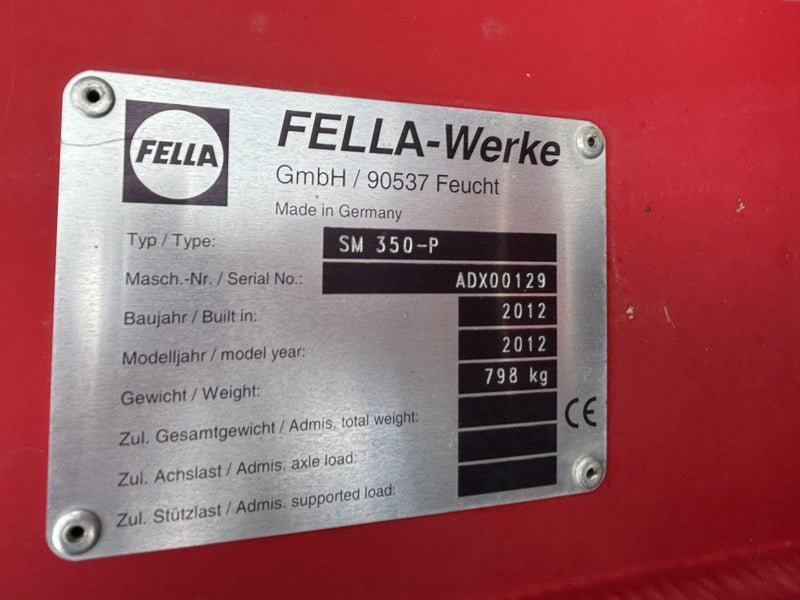 FELLA
FELLA-Werke
GmbH / 90537 Feucht
Made in Germany
Typ / Type: SM 350-P
Masch.-Nr. / Serial No.: ADX00129
Baujahr / Built in: 2012
Modelljahr / model year: 2012
Gewicht / Weight: 798 kg
Zul. Gesamtgewicht / Admis. total weight:
Zul. Achslast / Admis. axle load:
Zul. Stützlast / Admis. supported load:
CE